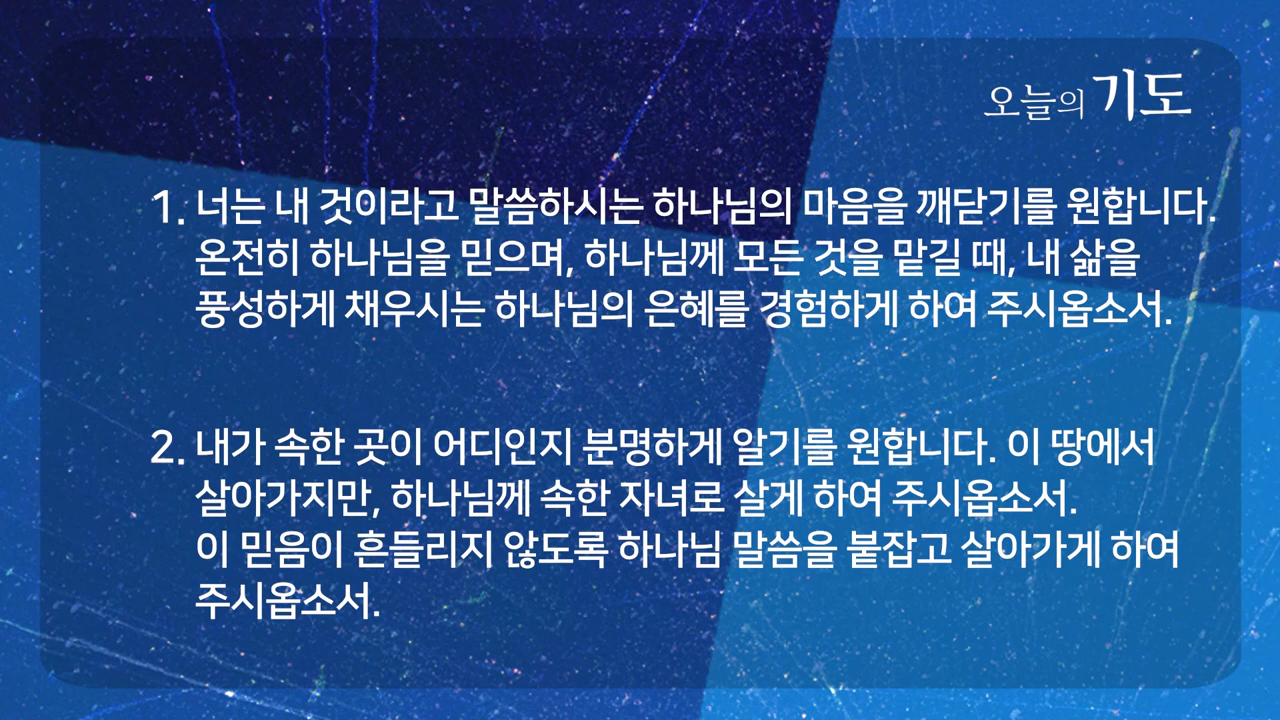 오늘의 기도
1. 너는 내 것이라고 말씀하시는 하나님의 마음을 깨닫기를 원합니다.
온전히 하나님을 믿으며, 하나님께 모든 것을 맡길 때, 내 삶을
풍성하게 채우시는 하나님의 은혜를 경험하게 하여 주시옵소서.
2. 내가 속한 곳이 어디인지 분명하게 알기를 원합니다. 이 땅에서
살아가지만, 하나님께 속한 자녀로 살게 하여 주시옵소서.
이 믿음이 흔들리지 않도록 하나님 말씀을 붙잡고 살아가게 하여
주시옵소서.